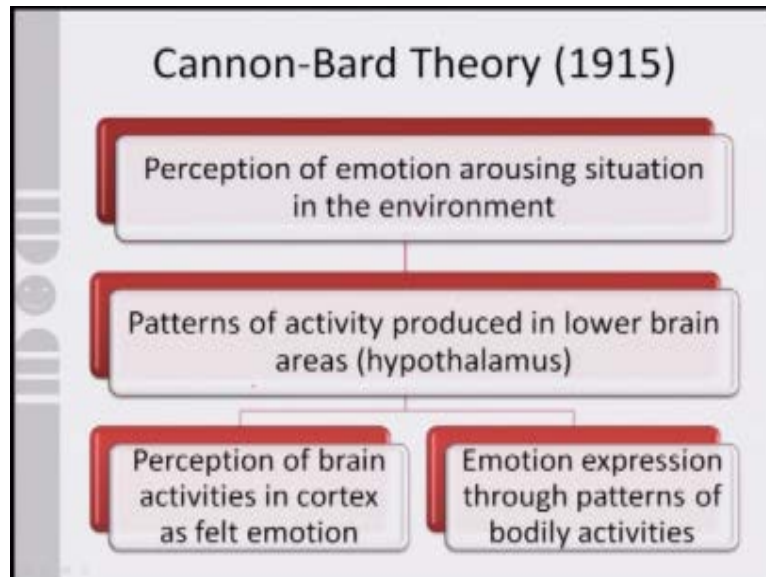 Cannon-Bard Theory (1915)
Perception of emotion arousing situation
in the environment
Patterns of activity produced in lower brain
areas (hypothalamus)
Perception of brain
activities in cortex
as felt emotion
Emotion expression
through patterns of
bodily activities